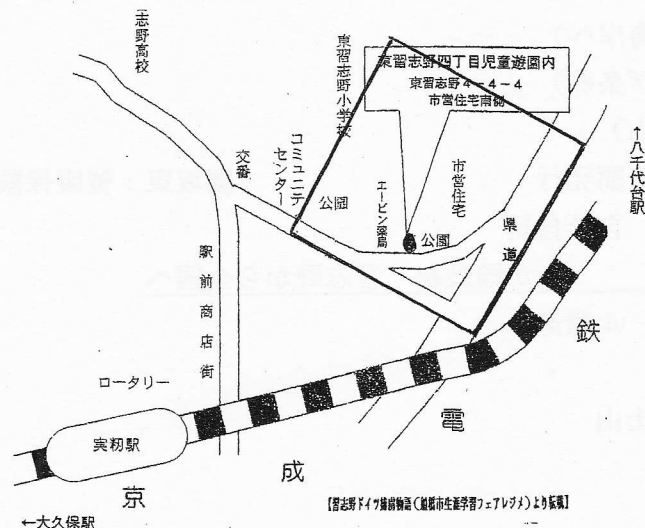 志野高校
東習志野小学校
東習志野四丁目児童遊園内
東習志野4-4-4
市営住宅南側
↑八千代台駅
交番
コミュニテ
センター
公園
エービン薬局
公園
市営住宅
県道
駅前商店街
ロータリー
実籾駅
京成電鉄
【習志野ドイツ捕虜物語(船橋市生涯学習フェアレジメ)より転載】
←大久保駅